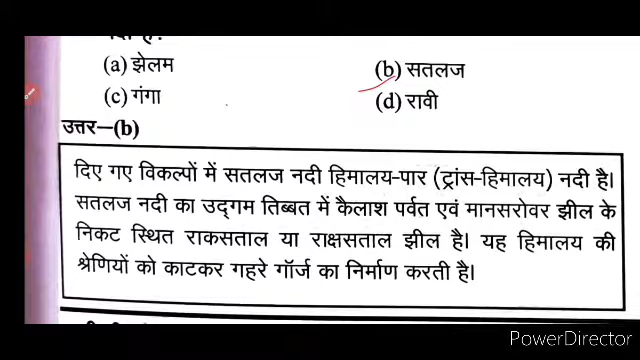 (a) झेलम (b) सतलज
(c) गंगा (d) रावी
उत्तर—(b)
दिए गए विकल्पों में सतलज नदी हिमालय-पार (ट्रांस-हिमालय) नदी है।
सतलज नदी का उद्गम तिब्बत में कैलाश पर्वत एवं मानसरोवर झील के
निकट स्थित राकसताल या राक्षसताल झील है। यह हिमालय की
श्रेणियों को काटकर गहरे गॉर्ज का निर्माण करती है।
PowerDirector